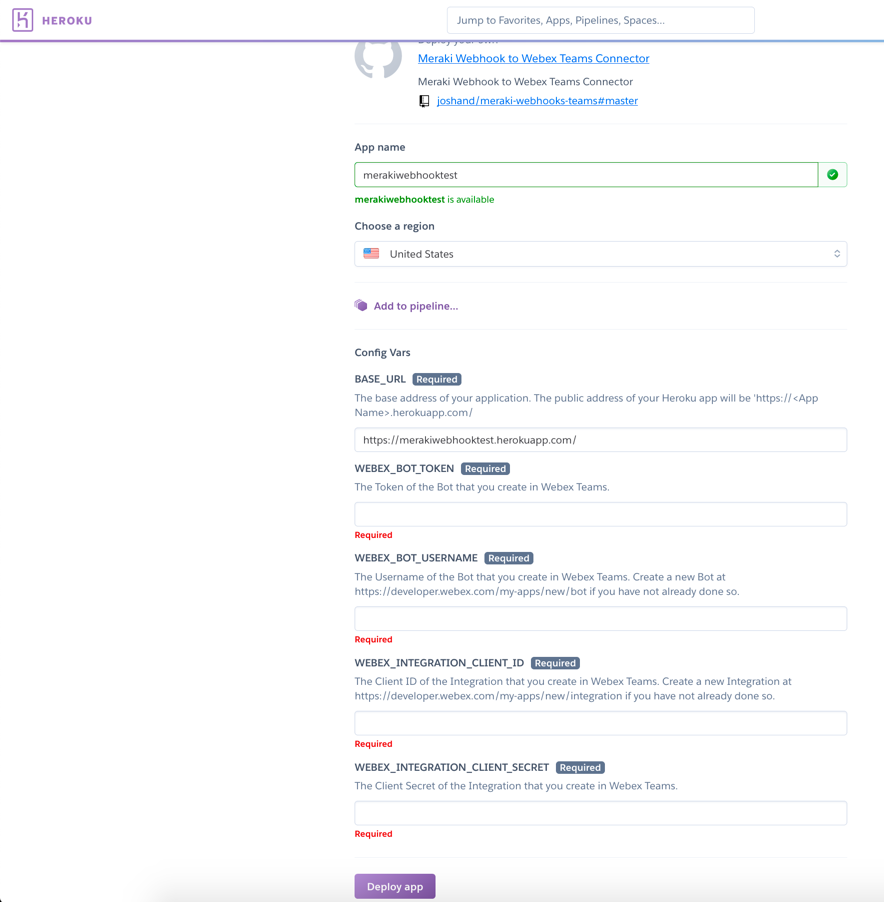 HEROKU
Jump to Favorites, Apps, Pipelines, Spaces...
Deploy your own
Meraki Webhook to Webex Teams Connector
Meraki Webhook to Webex Teams Connector
joshand/meraki-webhooks-teams#master
App name
merakiwebhooktest
merakiwebhooktest is available
Choose a region
United States
Add to pipeline...
Config Vars
BASE_URL Required
The base address of your application. The public address of your Heroku app will be 'https://<App
Name>.herokuapp.com/
https://merakiwebhooktest.herokuapp.com/
WEBEX_BOT_TOKEN Required
The Token of the Bot that you create in Webex Teams.
Required
WEBEX_BOT_USERNAME Required
The Username of the Bot that you create in Webex Teams. Create a new Bot at
https://developer.webex.com/my-apps/new/bot if you have not already done so.
Required
WEBEX_INTEGRATION_CLIENT_ID Required
The Client ID of the Integration that you create in Webex Teams. Create a new Integration at
https://developer.webex.com/my-apps/new/integration if you have not already done so.
Required
WEBEX_INTEGRATION_CLIENT_SECRET Required
The Client Secret of the Integration that you create in Webex Teams.
Required
Deploy app